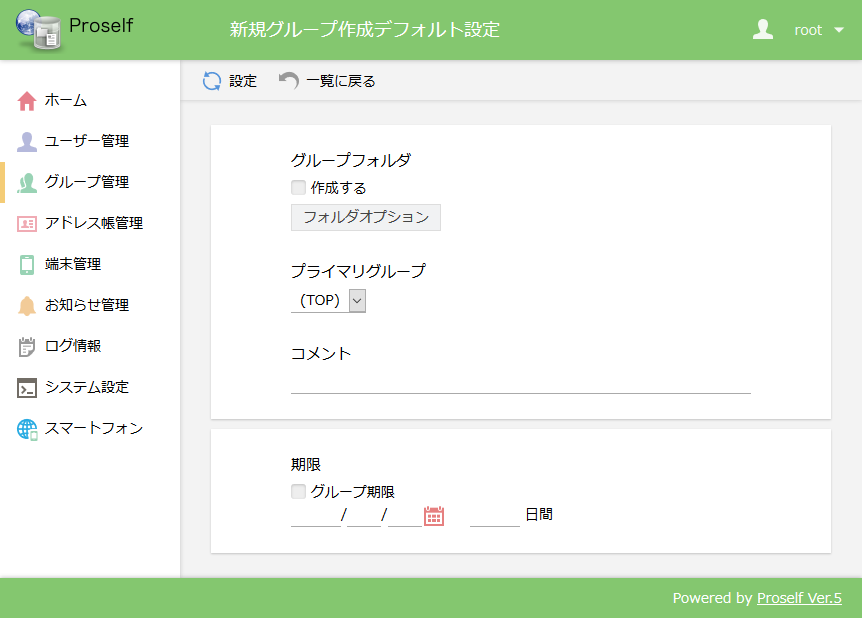 Proself
新規グループ作成デフォルト設定
root
設定
一覧に戻る
ホーム
ユーザー管理
グループ管理
アドレス帳管理
端末管理
お知らせ管理
ログ情報
システム設定
スマートフォン
グループフォルダ
作成する
フォルダオプション
プライマリグループ
(TOP)
コメント
期限
グループ期限
/ / 日間
Powered by Proself Ver.5